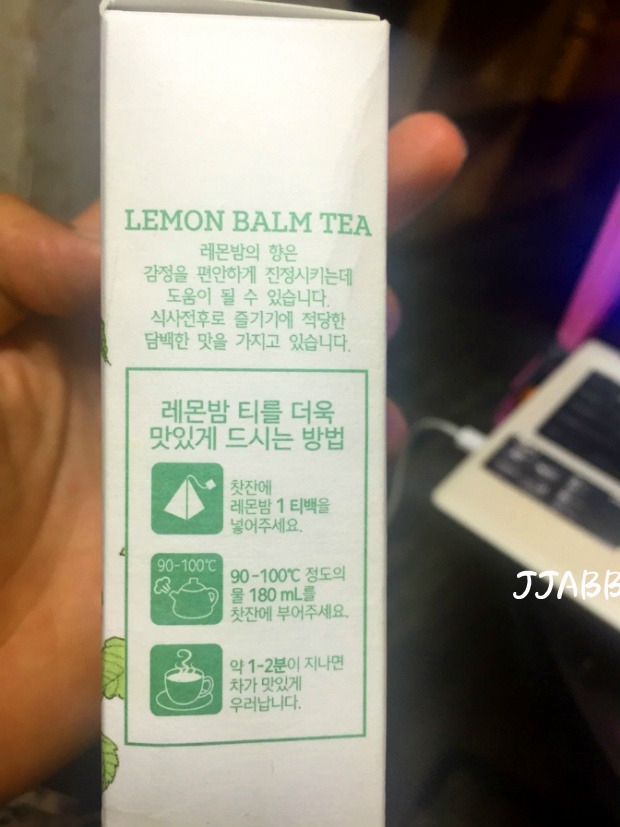 LEMON BALM TEA
레몬밤의 향은
감정을 편안하게 진정시키는데
도움이 될 수 있습니다.
식사전후로 즐기기에 적당한
담백한 맛을 가지고 있습니다.
레몬밤 티를 더욱
맛있게 드시는 방법
찻잔에
레몬밤 1 티백을
넣어주세요.
90-100℃
90-100℃ 정도의
물 180 mL를
찻잔에 부어주세요.
약 1-2분이 지나면
차가 맛있게
우러납니다.
JJABB